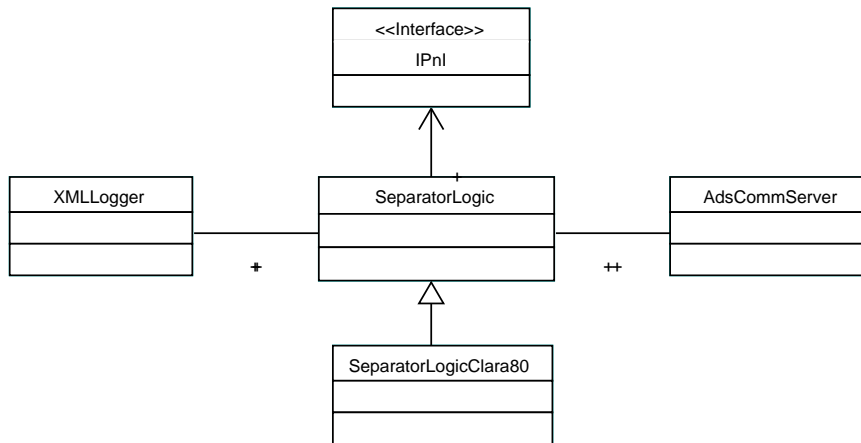 <<Interface>>
IPnl
XMLLogger
SeparatorLogic
AdsCommServer
+
+
++
SeparatorLogicClara80